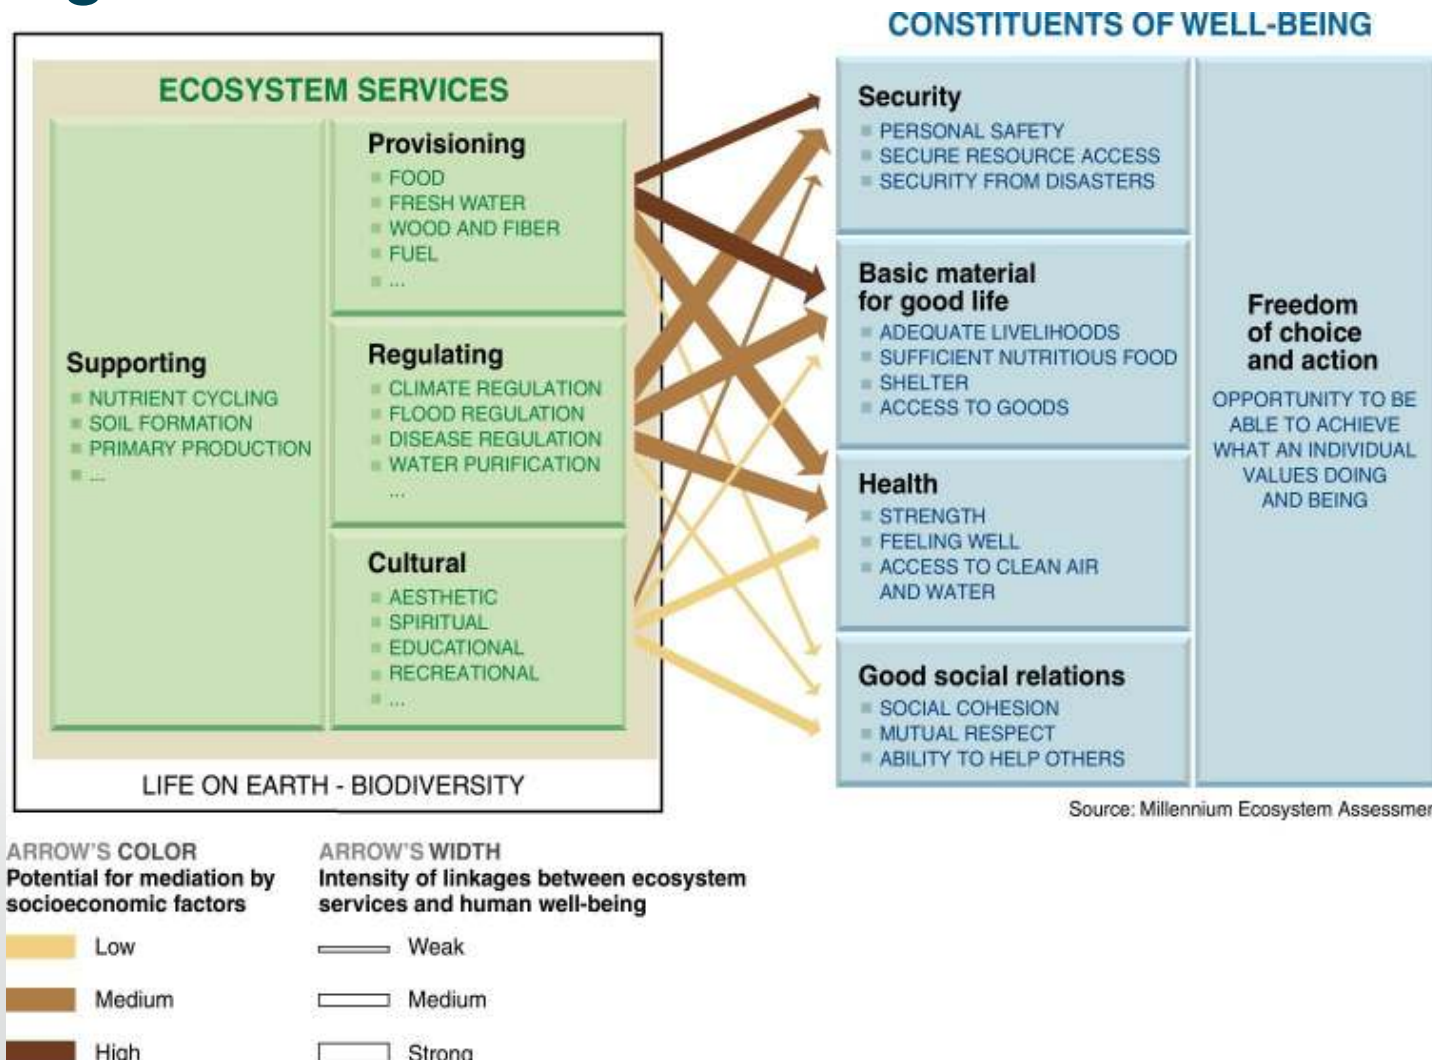 CONSTITUENTS OF WELL-BEING
ECOSYSTEM SERVICES
Supporting
NUTRIENT CYCLING
SOIL FORMATION
PRIMARY PRODUCTION
...
Provisioning
FOOD
FRESH WATER
WOOD AND FIBER
FUEL
...
Regulating
CLIMATE REGULATION
FLOOD REGULATION
DISEASE REGULATION
WATER PURIFICATION
...
Cultural
AESTHETIC
SPIRITUAL
EDUCATIONAL
RECREATIONAL
...
LIFE ON EARTH - BIODIVERSITY
Security
PERSONAL SAFETY
SECURE RESOURCE ACCESS
SECURITY FROM DISASTERS
Basic material
for good life
ADEQUATE LIVELIHOODS
SUFFICIENT NUTRITIOUS FOOD
SHELTER
ACCESS TO GOODS
Health
STRENGTH
FEELING WELL
ACCESS TO CLEAN AIR
AND WATER
Good social relations
SOCIAL COHESION
MUTUAL RESPECT
ABILITY TO HELP OTHERS
Freedom
of choice
and action
OPPORTUNITY TO BE
ABLE TO ACHIEVE
WHAT AN INDIVIDUAL
VALUES DOING
AND BEING
Source: Millennium Ecosystem Assessmen
ARROW'S COLOR
Potential for mediation by
socioeconomic factors
Low
Medium
High
ARROW'S WIDTH
Intensity of linkages between ecosystem
services and human well-being
Weak
Medium
Strong